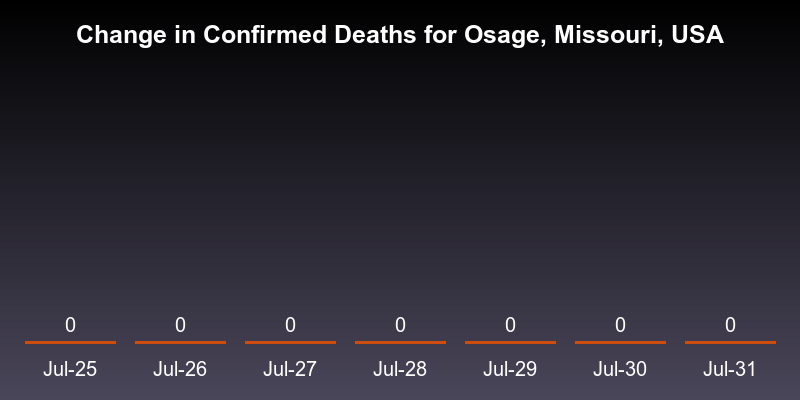 Change in Confirmed Deaths for Osage, Missouri, USA
0 0 0 0 0 0 0
Jul-25 Jul-26 Jul-27 Jul-28 Jul-29 Jul-30 Jul-31